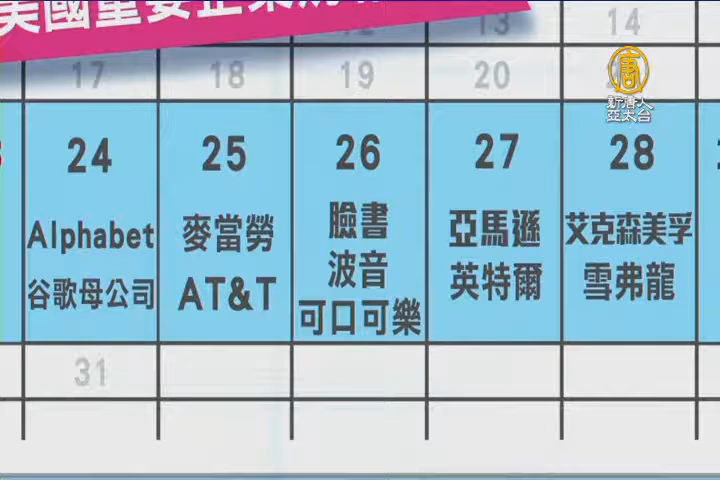 美國重要企業財
12 13 14
17 18 19 20
新唐人
亞太台
24 25 26 27 28
Alphabet
谷歌母公司
麥當勞
AT&T
臉書
波音
可口可樂
亞馬遜
英特爾
艾克森美孚
雪弗龍
31